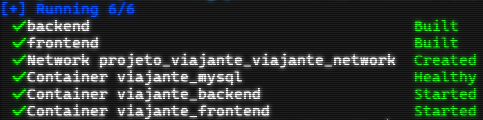 [+] Running 6/6
✔backend Built
✔frontend Built
✔Network projeto_viajante_viajante_network Created
✔Container viajante_mysql Healthy
✔Container viajante_backend Started
✔Container viajante_frontend Started